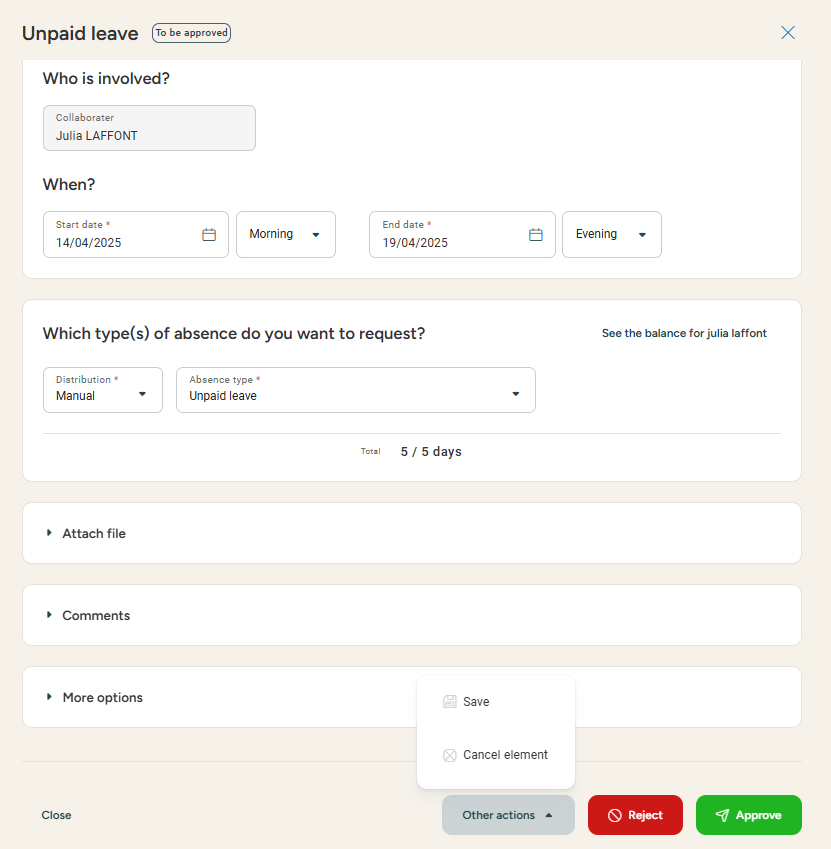 Unpaid leave To be approved
Who is involved?
Collaborater
Julia LAFFONT
When?
Start date *
14/04/2025
Morning
End date *
19/04/2025
Evening
Which type(s) of absence do you want to request?
See the balance for julia laffont
Distribution *
Manual
Absence type *
Unpaid leave
Total 5 / 5 days
Attach file
Comments
More options
Save
Cancel element
Close
Other actions
Reject
Approve